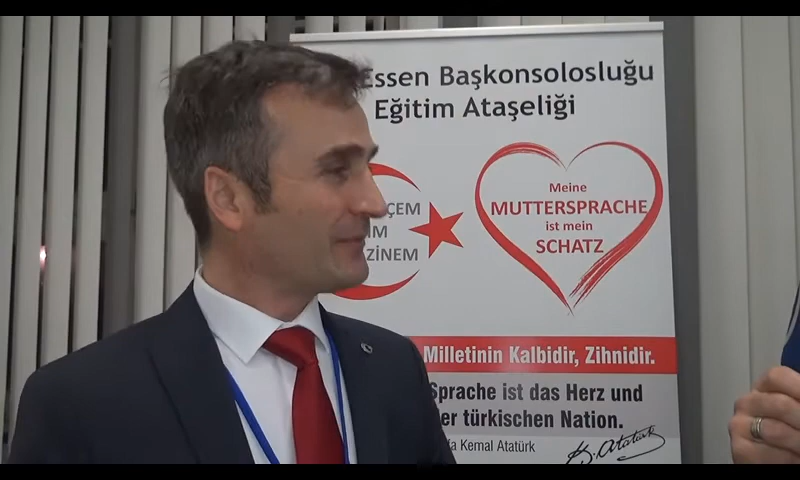 Essen Başkonsolosluğu
Eğitim Ataşeliği
Meine
MUTTERSPRACHE
ist mein
SCHATZ
Milletinin Kalbidir, Zihnidir.
Sprache ist das Herz und
türkischen Nation.
Kemal Atatürk
K. Atatürk